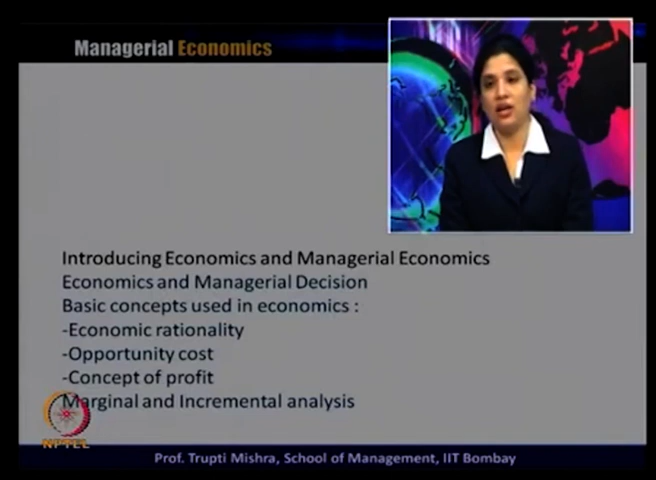 Managerial Economics
Introducing Economics and Managerial Economics
Economics and Managerial Decision
Basic concepts used in economics :
-Economic rationality
-Opportunity cost
-Concept of profit
Marginal and Incremental analysis
NPTEL
Prof. Trupti Mishra, School of Management, IIT Bombay